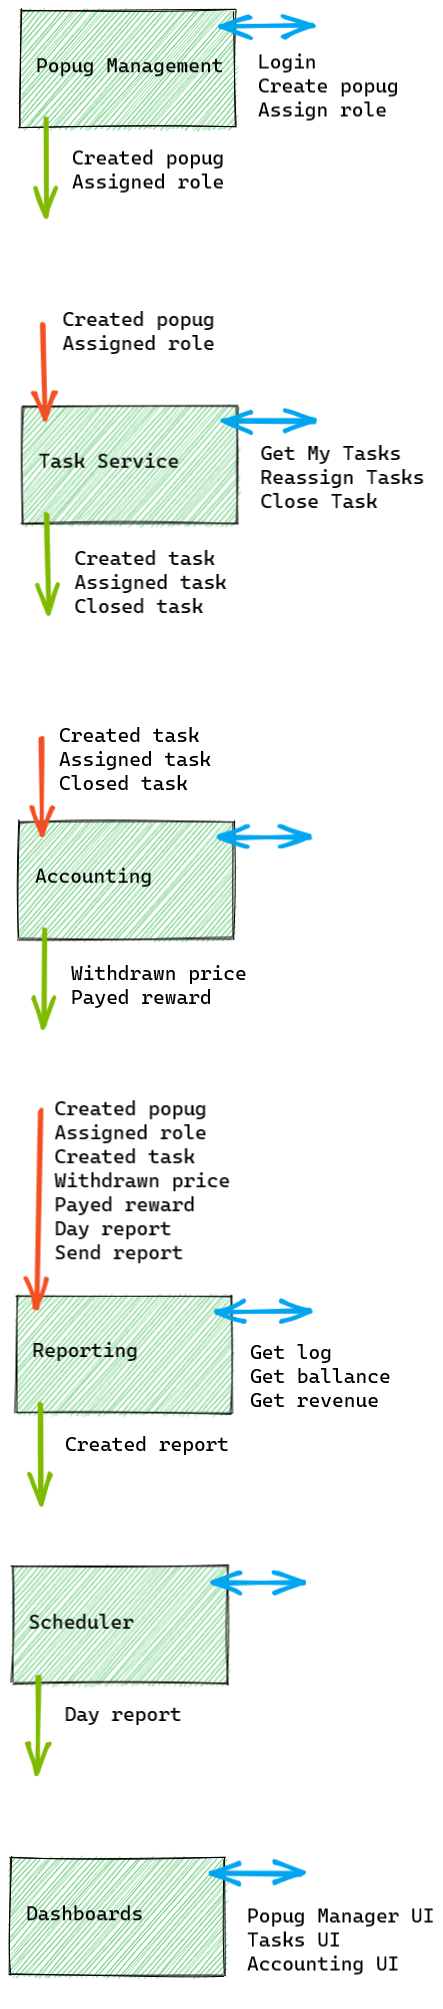 Popug Management
Login
Create popug
Assign role
Created popug
Assigned role
Created popug
Assigned role
Task Service
Get My Tasks
Reassign Tasks
Close Task
Created task
Assigned task
Closed task
Created task
Assigned task
Closed task
Accounting
Withdrawn price
Payed reward
Created popug
Assigned role
Created task
Withdrawn price
Payed reward
Day report
Send report
Reporting
Get log
Get ballance
Get revenue
Created report
Scheduler
Day report
Dashboards
Popug Manager UI
Tasks UI
Accounting UI